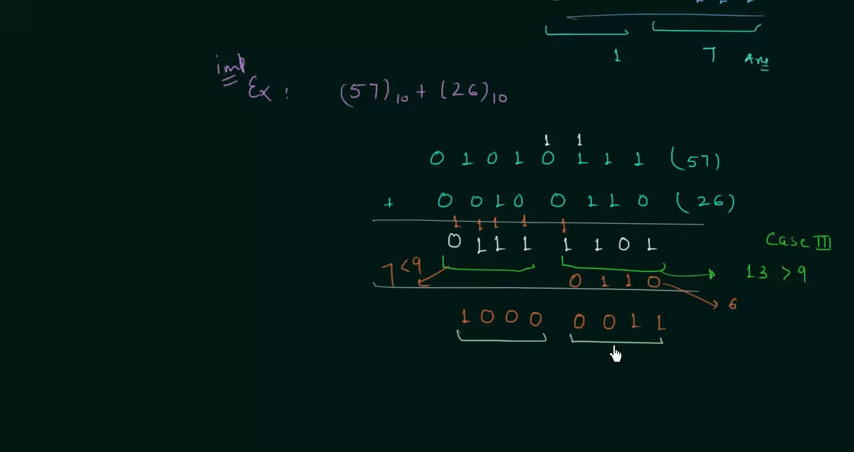 1 7 Ans
imp
Ex : (57)10 + (26)10
1 1
0 1 0 1 0 1 1 1 (57)
+ 0 0 1 0 0 1 1 0 (26)
1 1 1 1 1
0 1 1 1 1 1 0 1 Case III
7 < 9 13 > 9
0 1 1 0 6
1 0 0 0 0 0 1 1